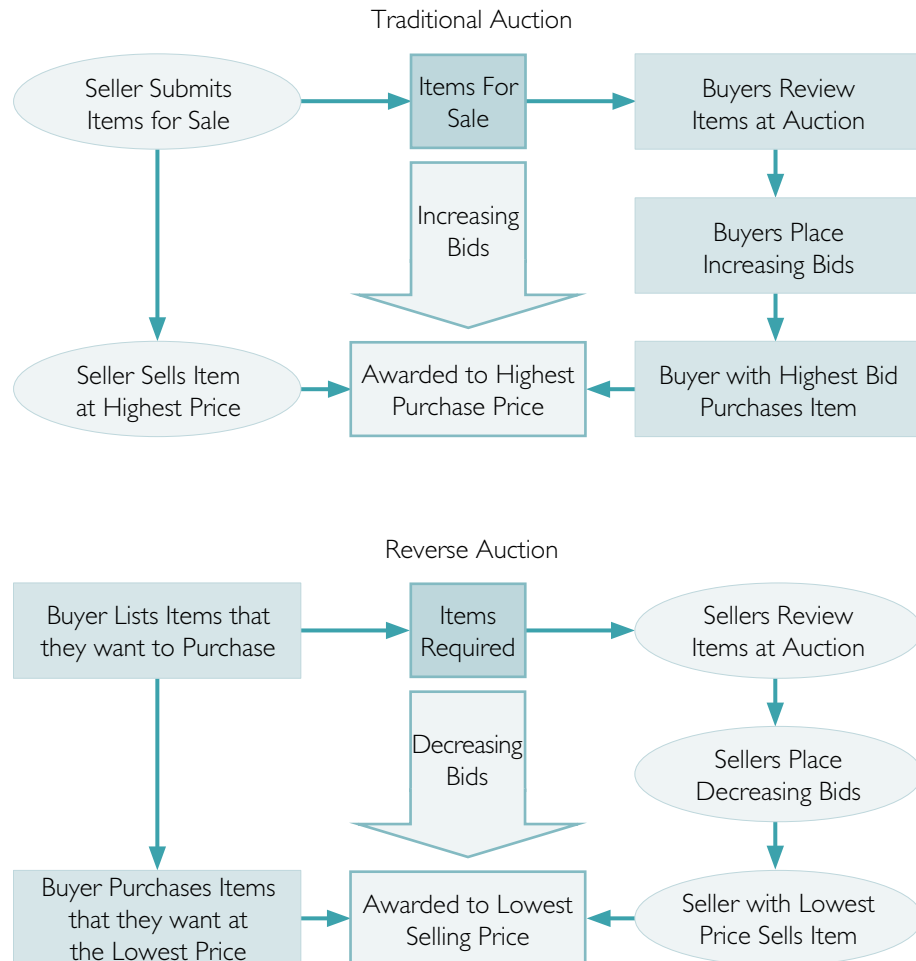 Traditional Auction
Seller Submits
Items for Sale
Items For
Sale
Buyers Review
Items at Auction
Increasing
Bids
Buyers Place
Increasing Bids
Seller Sells Item
at Highest Price
Awarded to Highest
Purchase Price
Buyer with Highest Bid
Purchases Item
Reverse Auction
Buyer Lists Items that
they want to Purchase
Items
Required
Sellers Review
Items at Auction
Decreasing
Bids
Sellers Place
Decreasing Bids
Buyer Purchases Items
that they want at
the Lowest Price
Awarded to Lowest
Selling Price
Seller with Lowest
Price Sells Item